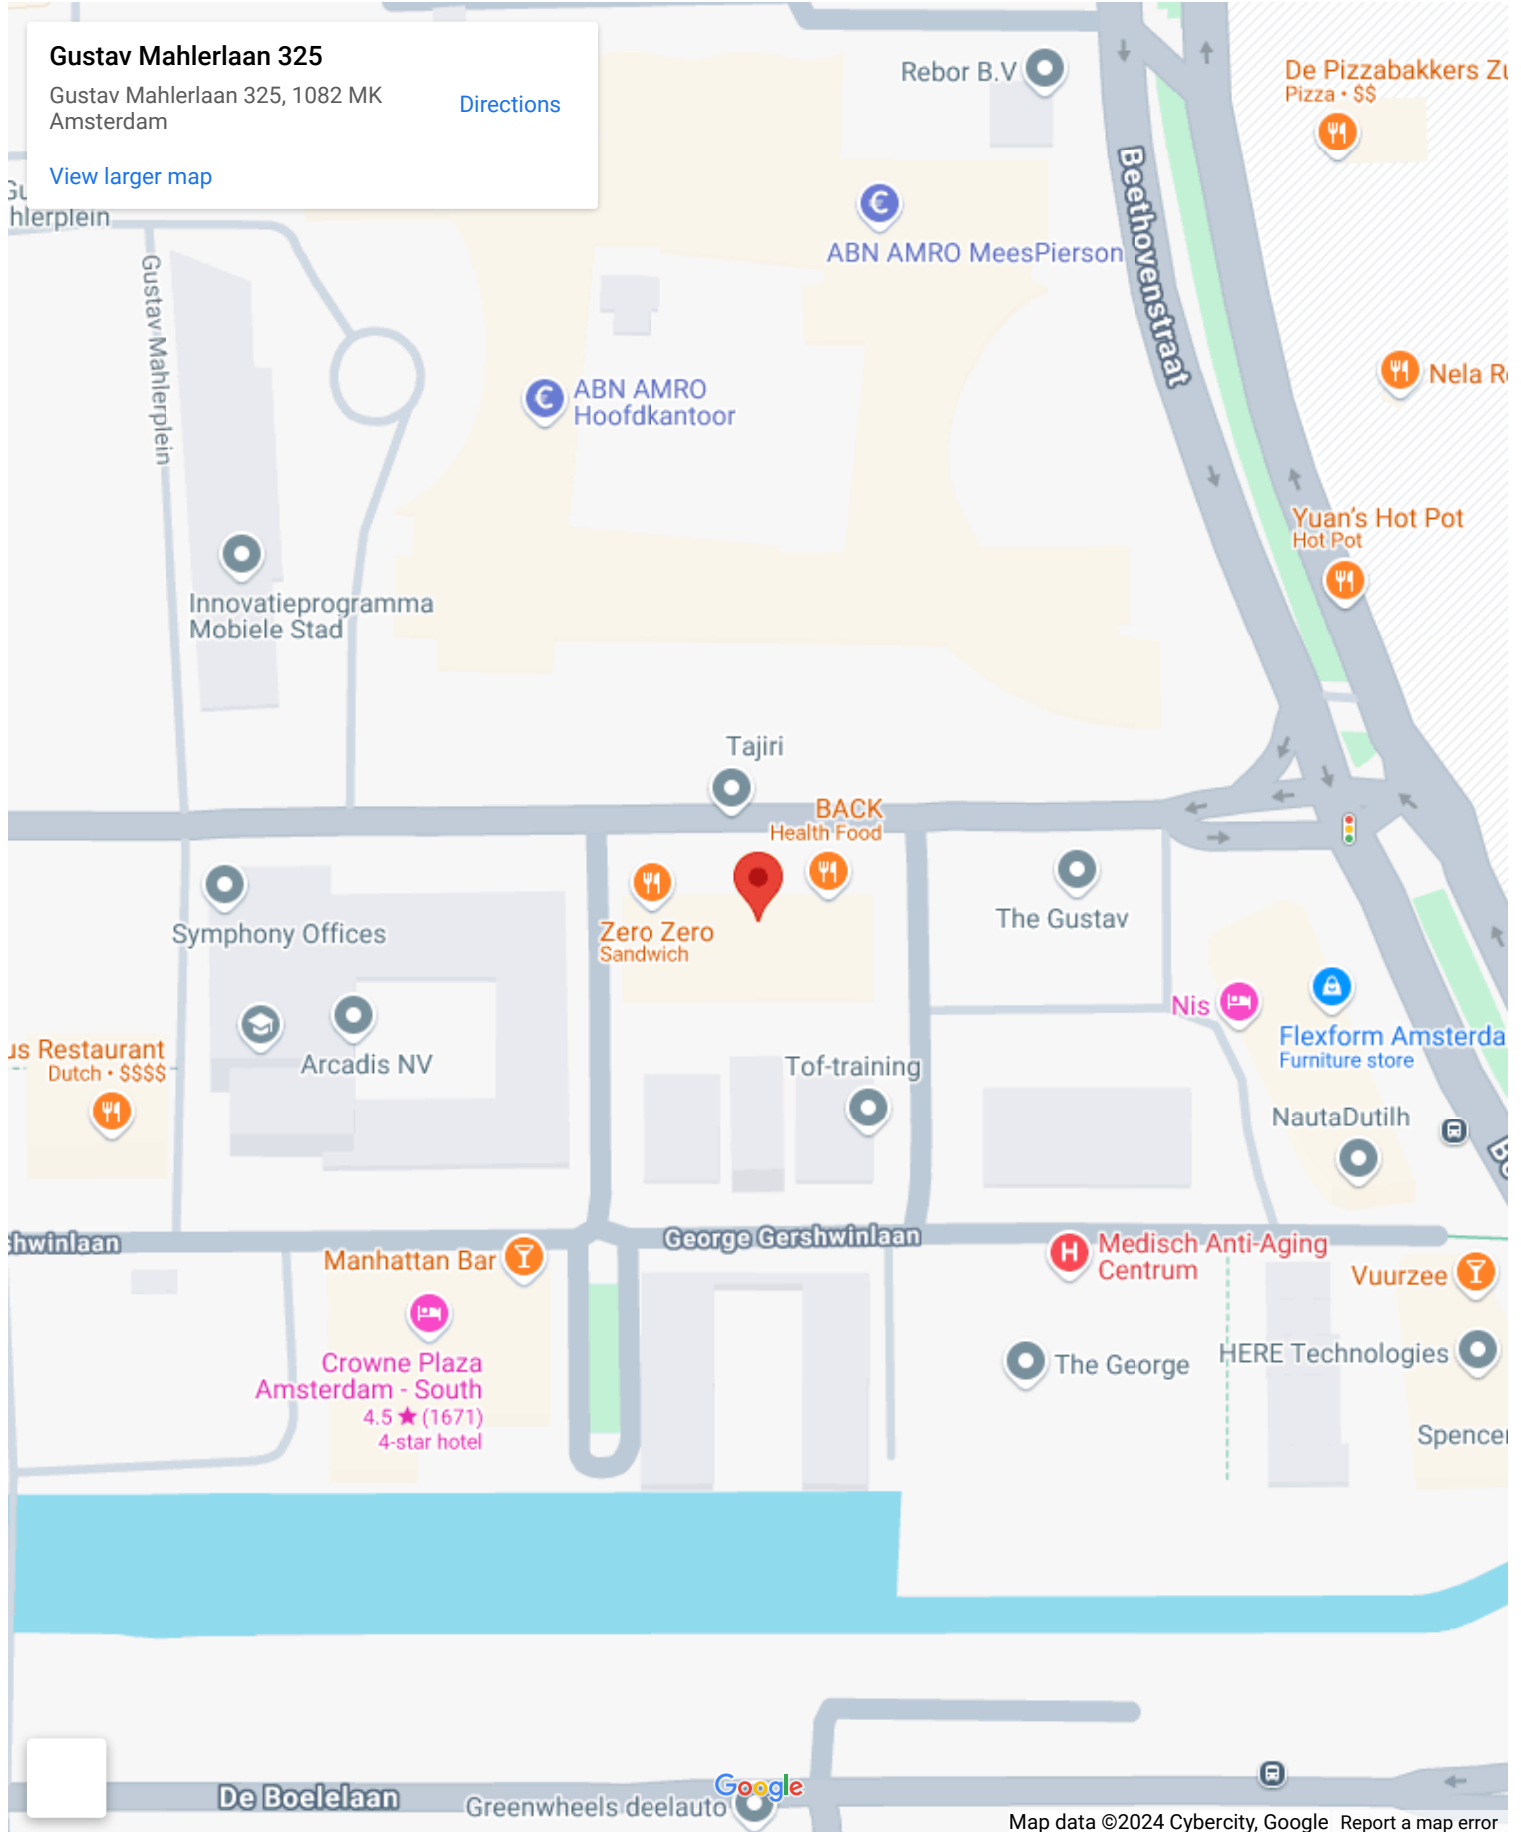 Gustav Mahlerlaan 325
Gustav Mahlerlaan 325, 1082 MK
Amsterdam
Directions
View larger map
Gu
hlerplein
Gustav Mahlerplein
Rebor B.V
De Pizzabakkers Zu
Pizza • $$
Beethovenstraat
ABN AMRO MeesPierson
ABN AMRO
Hoofdkantoor
Nela R
Yuan's Hot Pot
Hot Pot
Innovatieprogramma
Mobiele Stad
Tajiri
BACK
Health Food
Zero Zero
Sandwich
Symphony Offices
The Gustav
Nis
Flexform Amsterda
Furniture store
Arcadis NV
us Restaurant
Dutch • $$$$
Tof-training
NautaDutilh
Be
hwinlaan
George Gershwinlaan
Manhattan Bar
H
Medisch Anti-Aging
Centrum
Vuurzee
Crowne Plaza
Amsterdam - South
4.5 ★ (1671)
4-star hotel
The George
HERE Technologies
Spencer
De Boelelaan
Google
Greenwheels deelauto
Map data ©2024 Cybercity, Google
Report a map error